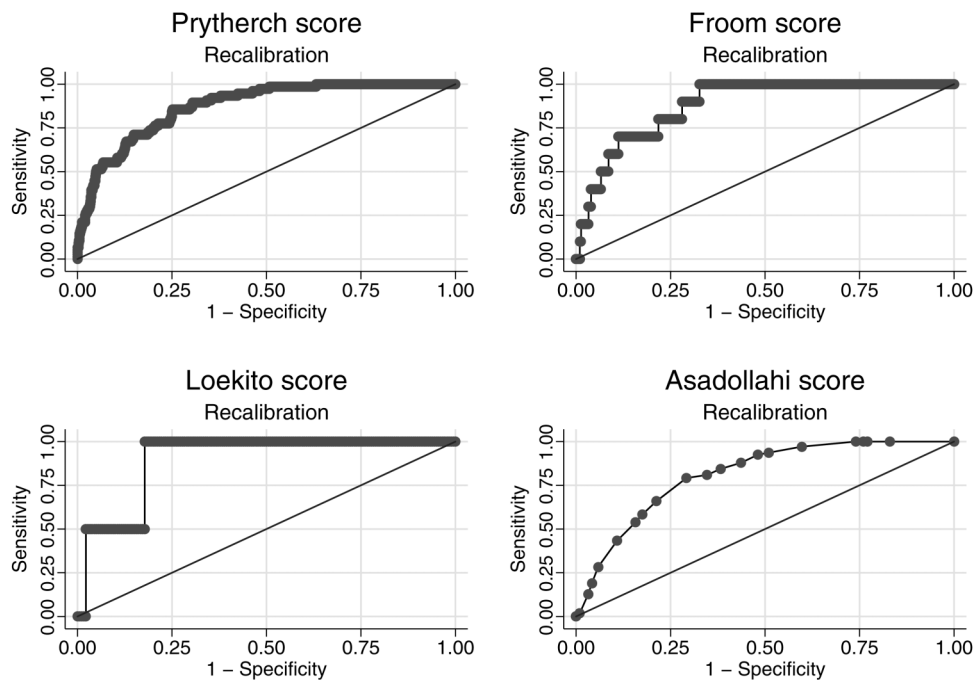 Prytherch score
Recalibration
Sensitivity
0.00 0.25 0.50 0.75 1.00
0.00 0.25 0.50 0.75 1.00
1 − Specificity
Froom score
Recalibration
Sensitivity
0.00 0.25 0.50 0.75 1.00
0.00 0.25 0.50 0.75 1.00
1 − Specificity
Loekito score
Recalibration
Sensitivity
0.00 0.25 0.50 0.75 1.00
0.00 0.25 0.50 0.75 1.00
1 − Specificity
Asadollahi score
Recalibration
Sensitivity
0.00 0.25 0.50 0.75 1.00
0.00 0.25 0.50 0.75 1.00
1 − Specificity